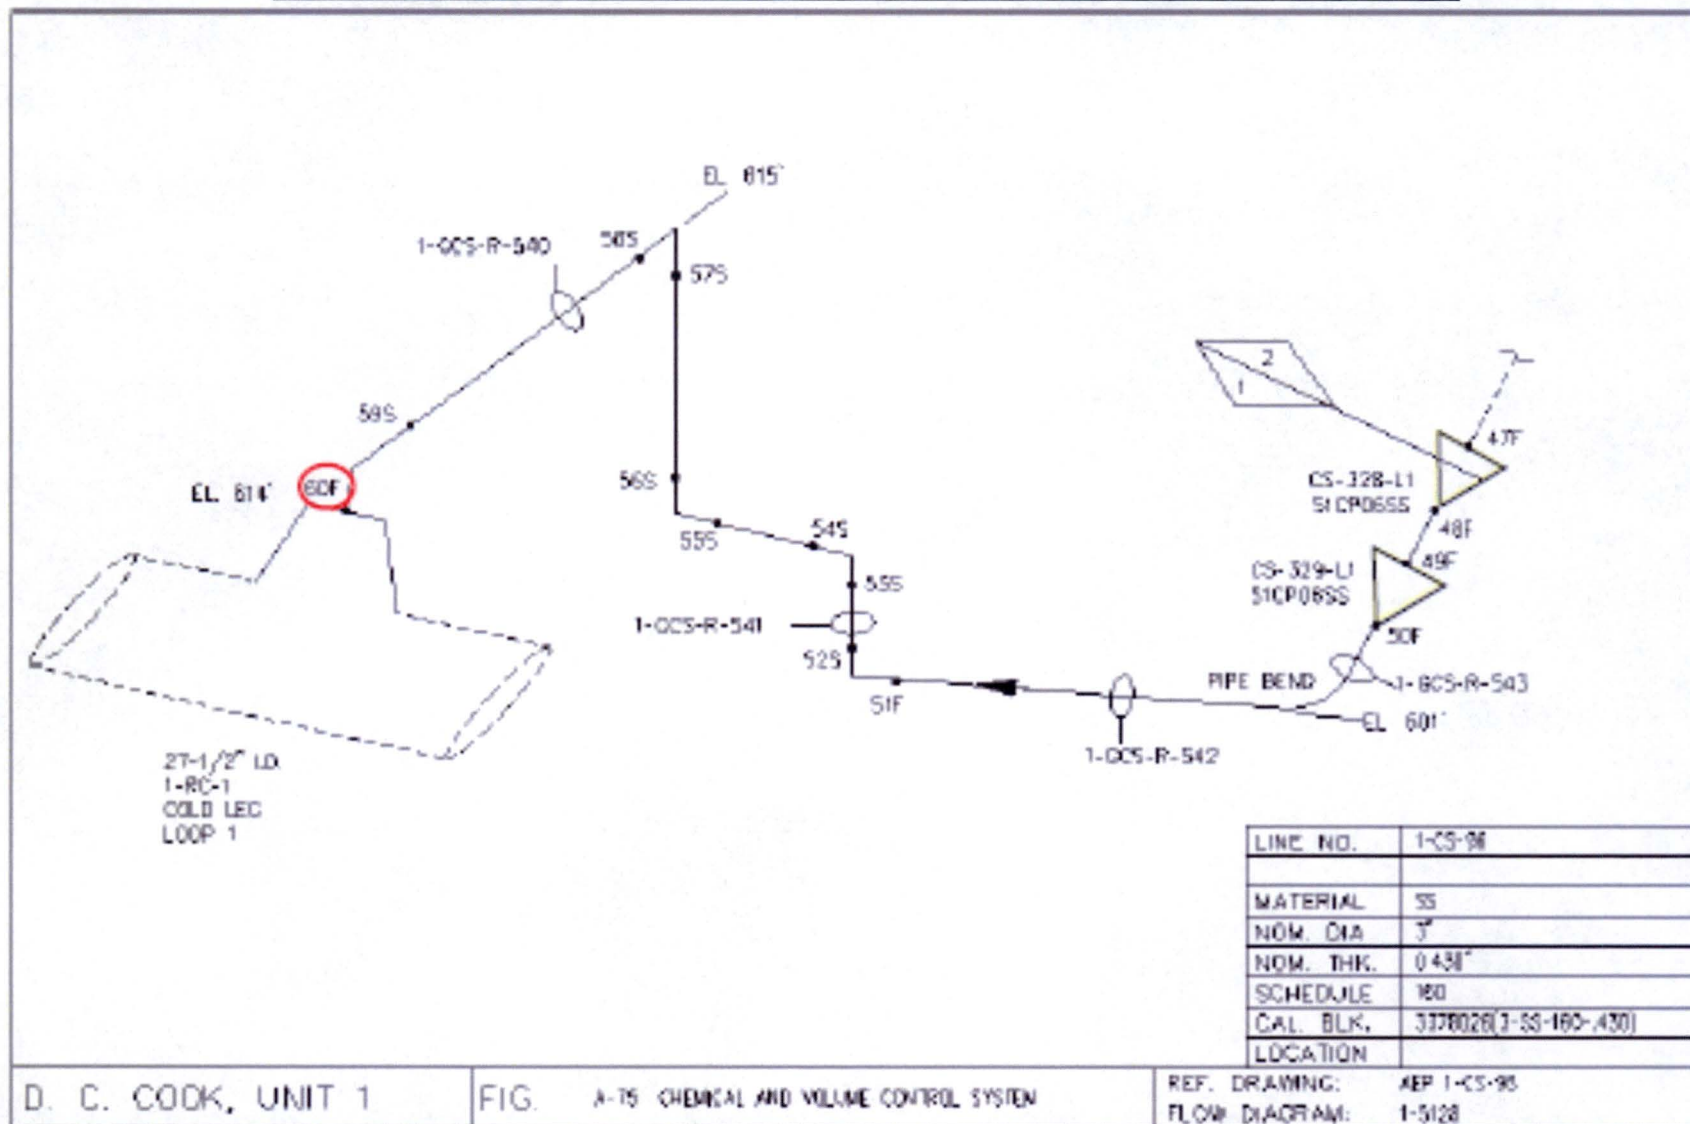 EL 615'
1-QCS-R-540
58S
57S
59S
EL. 614'
60F
56S
55S
54S
53S
1-QCS-R-541
52S
51F
2
1
47F
CS-328-L1
51CP06SS
48F
49F
CS-329-L1
51CP06SS
50F
PIPE BEND
1-QCS-R-543
EL 601'
1-QCS-R-542
27-1/2" I.D.
1-RC-1
COLD LEG
LOOP 1
LINE NO. 1-CS-96
MATERIAL SS
NOM. DIA 3"
NOM. THK. 0.438"
SCHEDULE 160
CAL. BLK.
LOCATION
D. C. COOK, UNIT 1
FIG. A-75 CHEMICAL AND VOLUME CONTROL SYSTEM
REF. DRAWING: AEP 1-CS-96
FLOW DIAGRAM: 1-5128